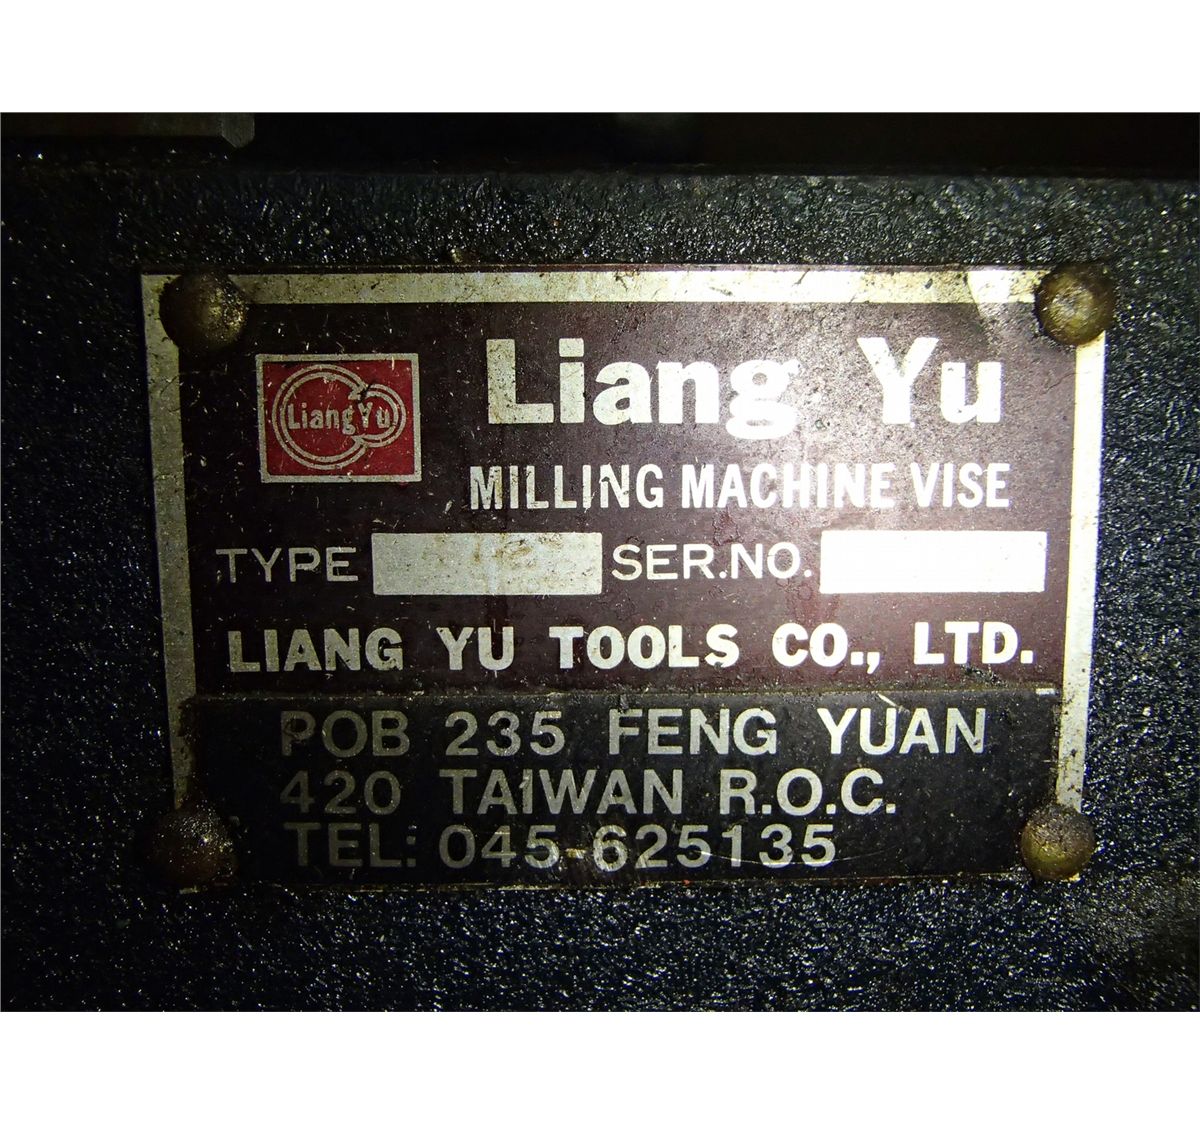 Liang Yu
Liang Yu
MILLING MACHINE VISE
TYPE SER.NO.
LIANG YU TOOLS CO., LTD.
POB 235 FENG YUAN
420 TAIWAN R.O.C.
TEL: 045-625135